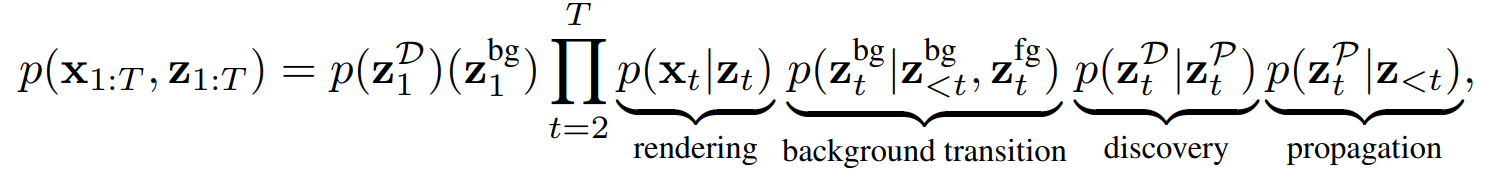 p(x_{1:T}, z_{1:T}) = p(z_1^𝒟)(z_1^{bg}) ∏_{t=2}^{T} p(x_t|z_t) p(z_t^{bg}|z_{<t}^{bg}, z_t^{fg}) p(z_t^𝒟|z_t^𝒫) p(z_t^𝒫|z_{<t}),
rendering background transition discovery propagation